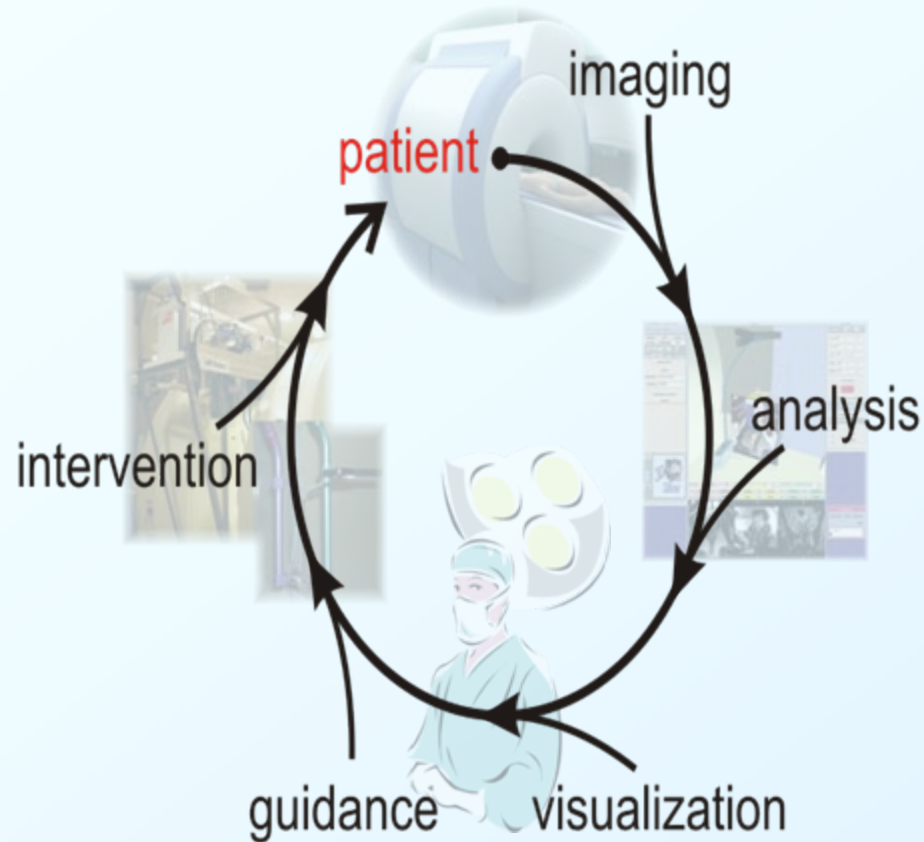 imaging
patient
analysis
intervention
guidance
visualization